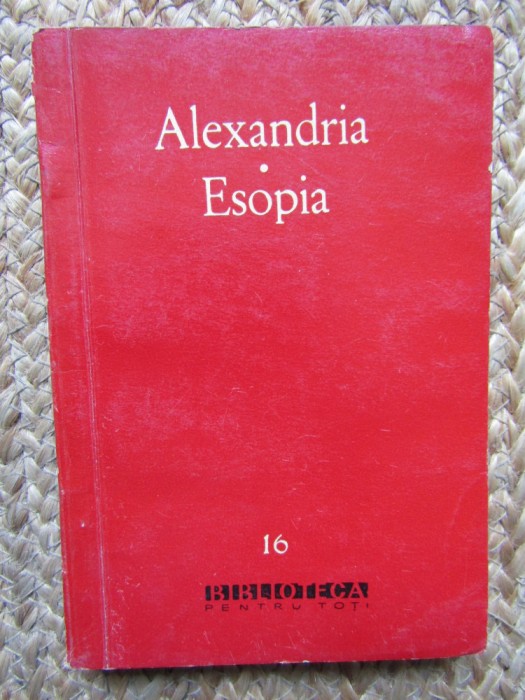 Alexandria
•
Esopia
16
BIBLIOTECA
PENTRU TOȚI